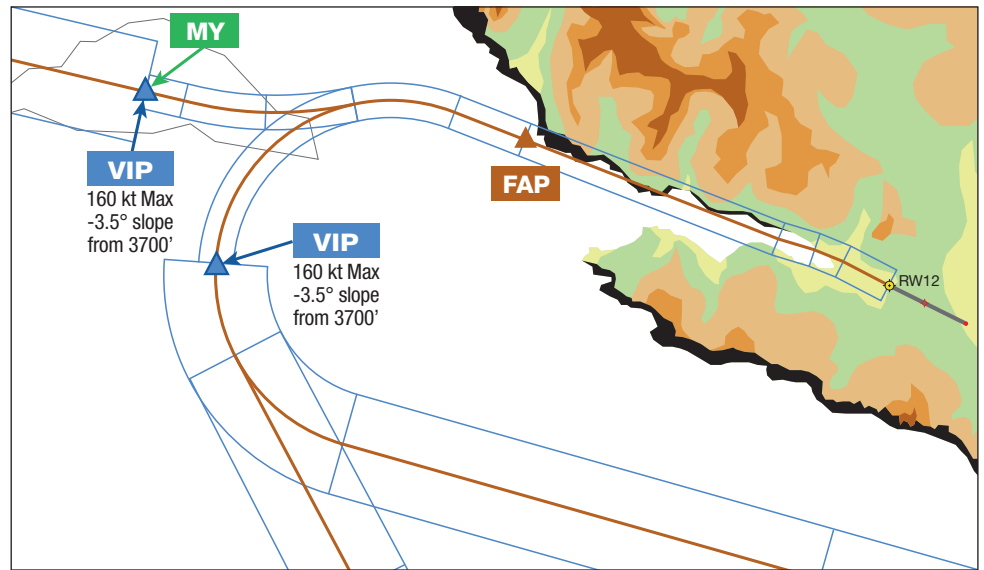 MY
VIP
160 kt Max
-3.5° slope
from 3700'
VIP
160 kt Max
-3.5° slope
from 3700'
FAP
RW12